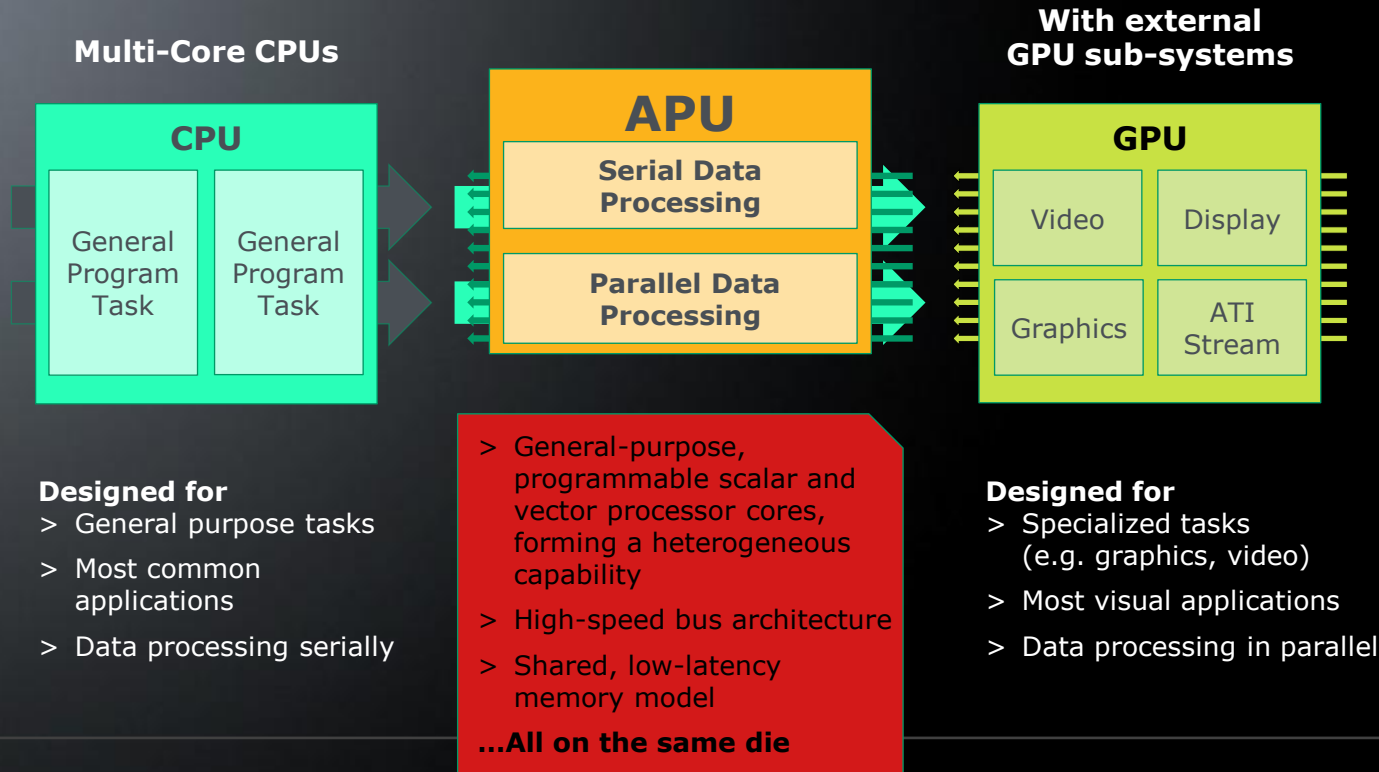 Multi-Core CPUs
CPU
General
Program
Task
General
Program
Task
Designed for
> General purpose tasks
> Most common
applications
> Data processing serially
APU
Serial Data
Processing
Parallel Data
Processing
> General-purpose,
programmable scalar and
vector processor cores,
forming a heterogeneous
capability
> High-speed bus architecture
> Shared, low-latency
memory model
...All on the same die
With external
GPU sub-systems
GPU
Video
Display
Graphics
ATI
Stream
Designed for
> Specialized tasks
(e.g. graphics, video)
> Most visual applications
> Data processing in parallel